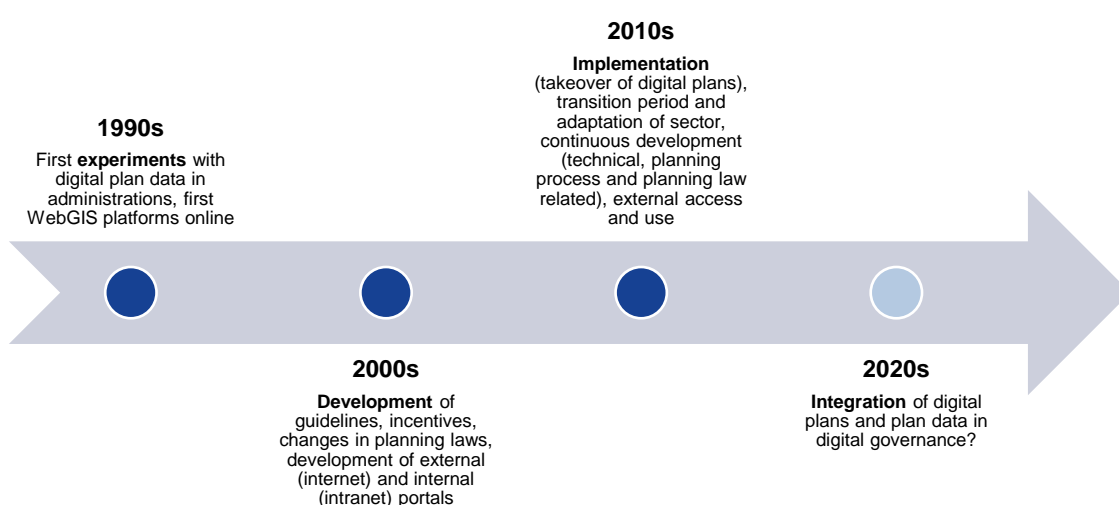 1990s
First experiments with
digital plan data in
administrations, first
WebGIS platforms online
2000s
Development of
guidelines, incentives,
changes in planning laws,
development of external
(internet) and internal
(intranet) portals
2010s
Implementation
(takeover of digital plans),
transition period and
adaptation of sector,
continuous development
(technical, planning
process and planning law
related), external access
and use
2020s
Integration of digital
plans and plan data in
digital governance?